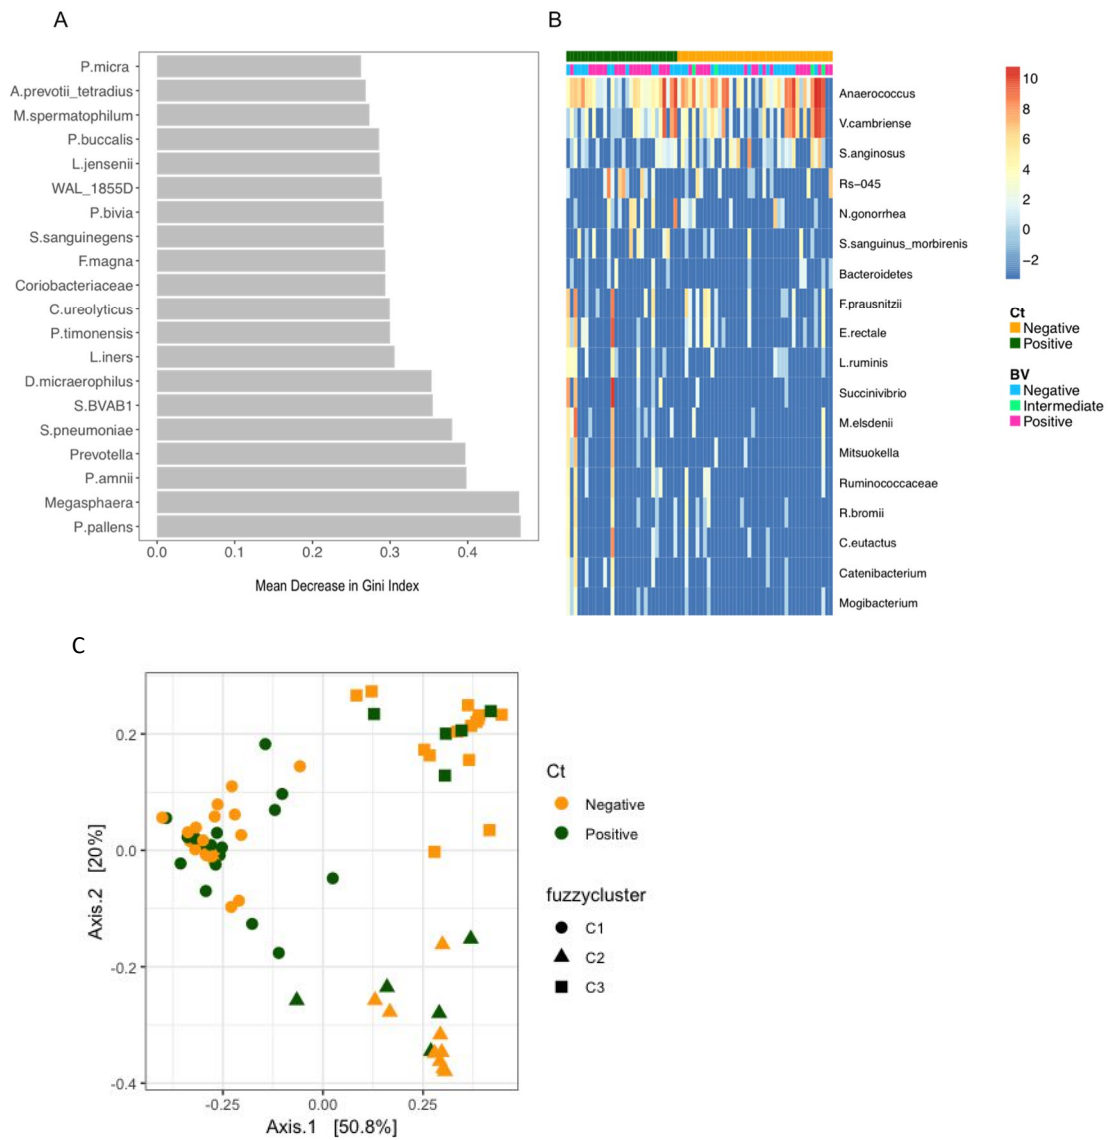 A
P.micra
A.prevotii_tetradius
M.spermatophilum
P.buccalis
L.jensenii
WAL_1855D
P.bivia
S.sanguinegens
F.magna
Coriobacteriaceae
C.ureolyticus
P.timonensis
L.iners
D.micraerophilus
S.BVAB1
S.pneumoniae
Prevotella
P.amnii
Megasphaera
P.pallens
0.0 0.1 0.2 0.3 0.4
Mean Decrease in Gini Index
B
Anaerococcus
V.cambriense
S.anginosus
Rs−045
N.gonorrhea
S.sanguinus_morbirenis
Bacteroidetes
F.prausnitzii
E.rectale
L.ruminis
Succinivibrio
M.elsdenii
Mitsuokella
Ruminococcaceae
R.bromii
C.eutactus
Catenibacterium
Mogibacterium
10
8
6
4
2
0
−2
Ct
Negative
Positive
BV
Negative
Intermediate
Positive
C
0.2
0.0
-0.2
-0.4
Axis.2 [20%]
-0.25 0.00 0.25
Axis.1 [50.8%]
Ct
Negative
Positive
fuzzycluster
C1
C2
C3